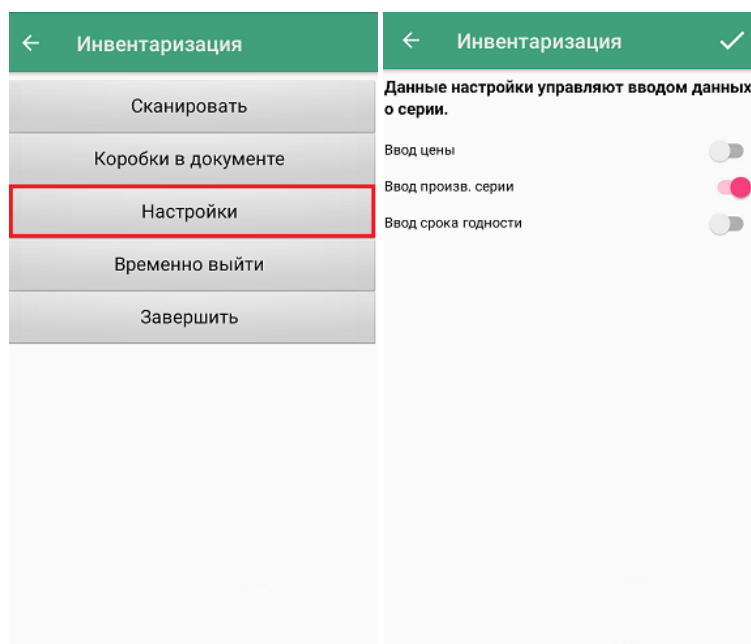 Инвентаризация
Сканировать
Коробки в документе
Настройки
Временно выйти
Завершить
Инвентаризация
Данные настройки управляют вводом данных
о серии.
Ввод цены
Ввод произв. серии
Ввод срока годности